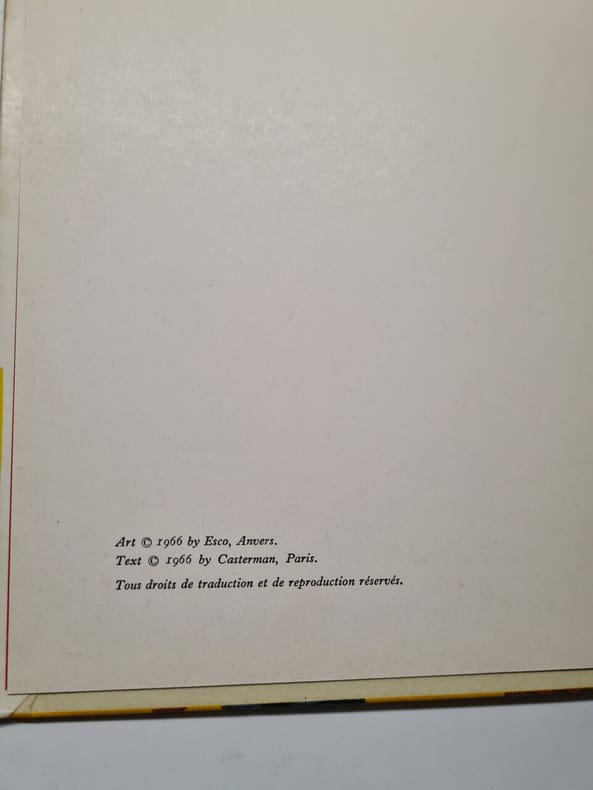 Art © 1966 by Esco, Anvers.
Text © 1966 by Casterman, Paris.
Tous droits de traduction et de reproduction réservés.